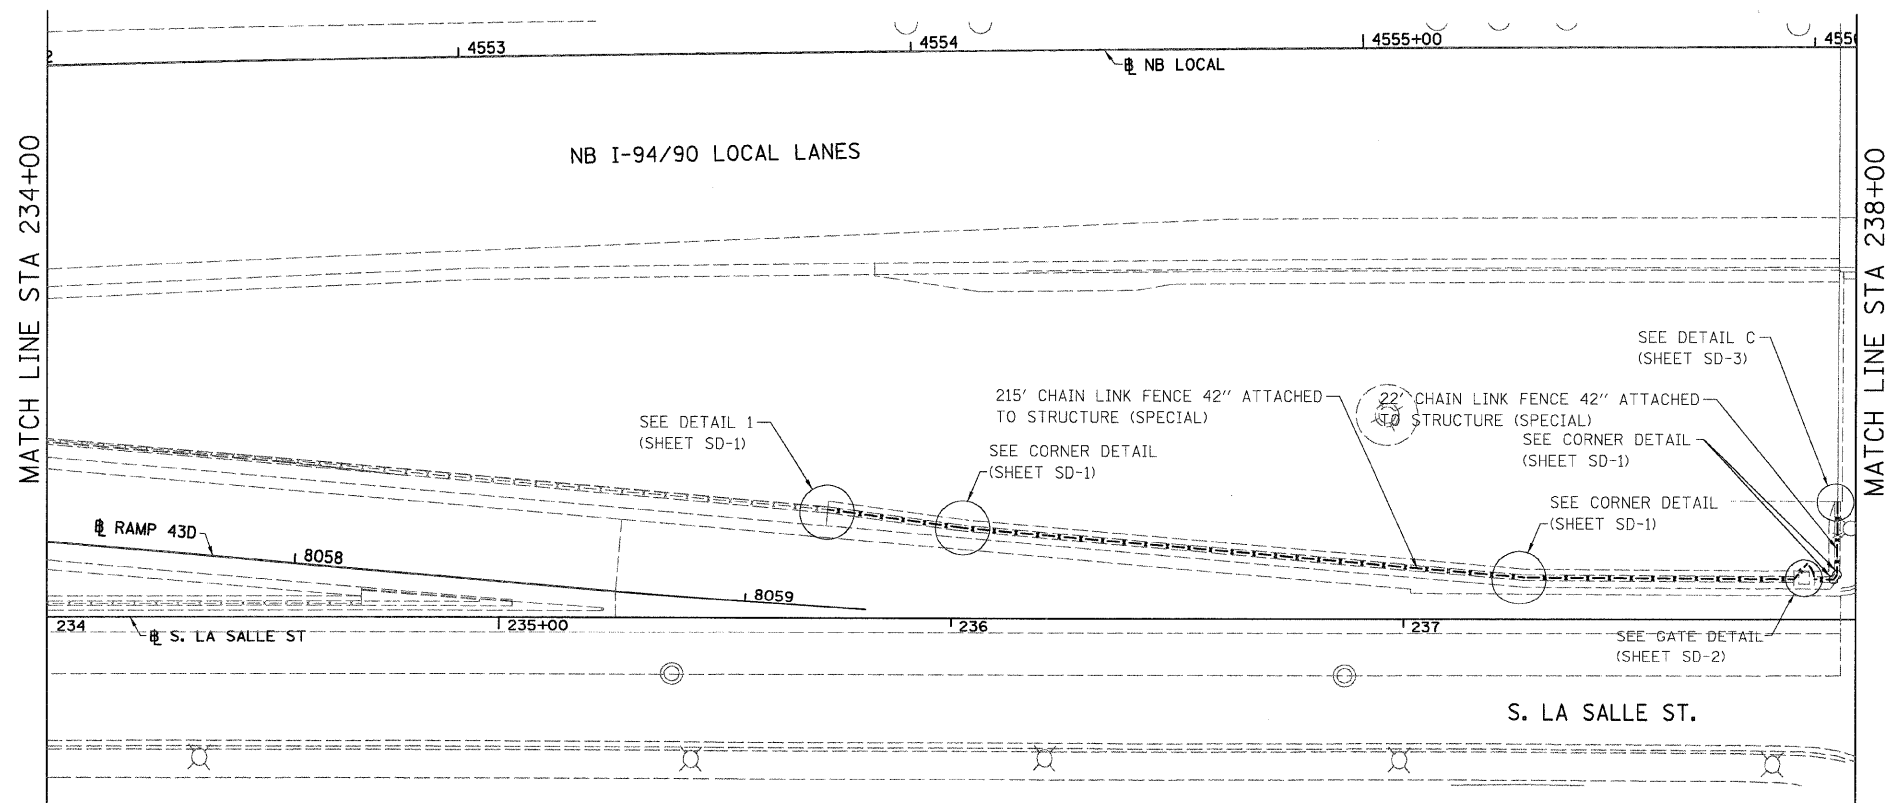 4553
4554
4555+00
455
NB LOCAL
NB I-94/90 LOCAL LANES
MATCH LINE STA 234+00
MATCH LINE STA 238+00
SEE DETAIL C
(SHEET SD-3)
215' CHAIN LINK FENCE 42" ATTACHED
TO STRUCTURE (SPECIAL)
22' CHAIN LINK FENCE 42" ATTACHED
TO STRUCTURE (SPECIAL)
SEE DETAIL 1
(SHEET SD-1)
SEE CORNER DETAIL
(SHEET SD-1)
SEE CORNER DETAIL
(SHEET SD-1)
SEE CORNER DETAIL
(SHEET SD-1)
℄ RAMP 43D
8058
8059
234
235+00
236
237
℄ S. LA SALLE ST
SEE GATE DETAIL
(SHEET SD-2)
S. LA SALLE ST.